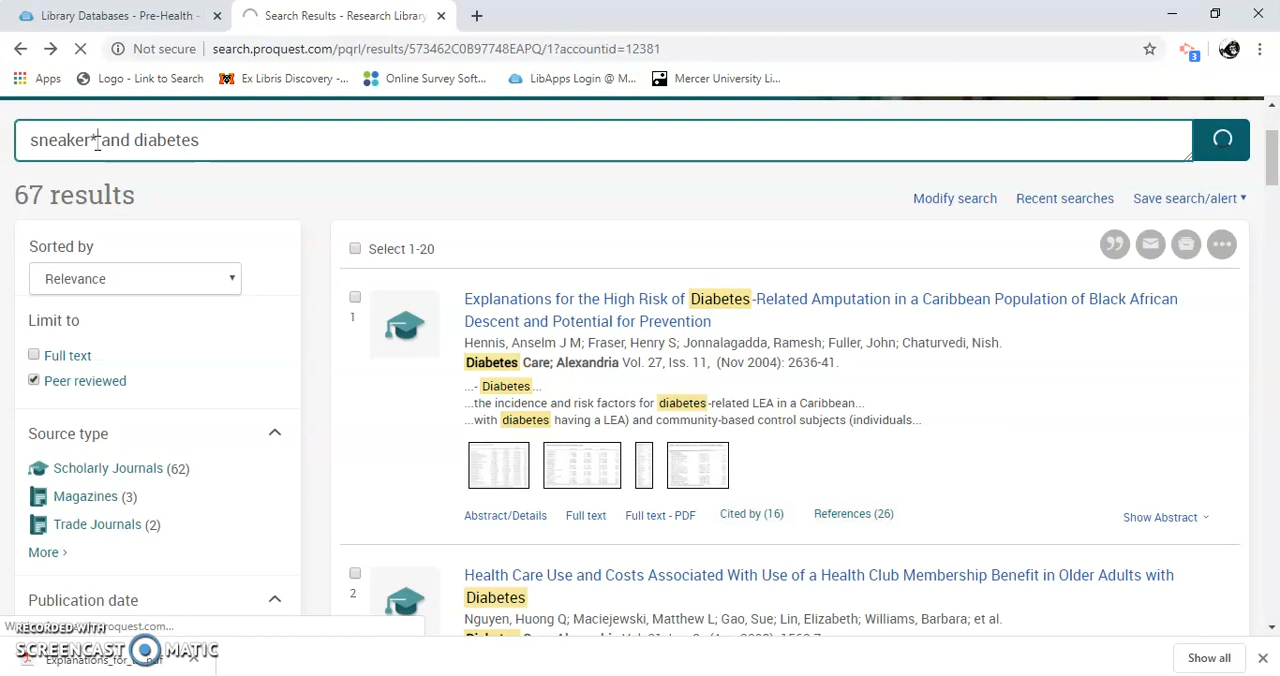 Library Databases - Pre-Health -
Search Results - Research Library
Not secure
search.proquest.com/pqrl/results/573462C0B97748EAPQ/1?accountid=12381
3
Apps
Logo - Link to Search
Ex Libris Discovery -...
Online Survey Soft...
LibApps Login @ M...
Mercer University Li...
sneaker* and diabetes
67 results
Modify search
Recent searches
Save search/alert
Sorted by
Relevance
Limit to
Full text
Peer reviewed
Source type
Scholarly Journals (62)
Magazines (3)
Trade Journals (2)
More ›
Publication date
Select 1-20
1
Explanations for the High Risk of Diabetes-Related Amputation in a Caribbean Population of Black African
Descent and Potential for Prevention
Hennis, Anselm J M; Fraser, Henry S; Jonnalagadda, Ramesh; Fuller, John; Chaturvedi, Nish.
Diabetes Care; Alexandria Vol. 27, Iss. 11, (Nov 2004): 2636-41.
...- Diabetes...
...the incidence and risk factors for diabetes-related LEA in a Caribbean...
...with diabetes having a LEA) and community-based control subjects (individuals...
Abstract/Details
Full text
Full text - PDF
Cited by (16)
References (26)
Show Abstract
2
Health Care Use and Costs Associated With Use of a Health Club Membership Benefit in Older Adults with
Diabetes
Nguyen, Huong Q; Maciejewski, Matthew L; Gao, Sue; Lin, Elizabeth; Williams, Barbara; et al.
RECORDED WITH
SCREENCAST MATIC
Show all